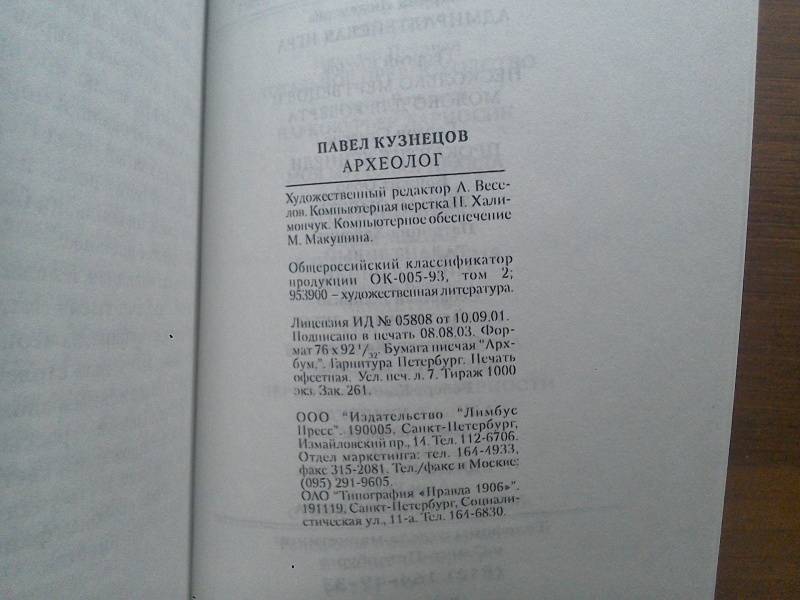 ПАВЕЛ КУЗНЕЦОВ
АРХЕОЛОГ
Художественный редактор А. Весе-
лов. Компьютерная верстка Н. Хали-
мончук. Компьютерное обеспечение
М. Макушина.
Общероссийский классификатор
продукции ОК-005-93, том 2;
953900 – художественная литература.
Лицензия ИД № 05808 от 10.09.01.
Подписано в печать 08.08.03. Фор-
мат 76 х 92 1/32. Бумага писчая "Арх-
бум.". Гарнитура Петербург. Печать
офсетная. Усл. печ. л. 7. Тираж 1000
экз. Зак. 261.
ООО "Издательство "Лимбус
Пресс". 190005, Санкт-Петербург,
Измайловский пр., 14. Тел. 112-6706.
Отдел маркетинга: тел. 164-4933,
факс 315-2081. Тел./факс в Москве:
(095) 291-9605.
ОАО "Типография «Правда 1906»".
191119, Санкт-Петербург, Социали-
стическая ул., 11-а. Тел. 164-6830.